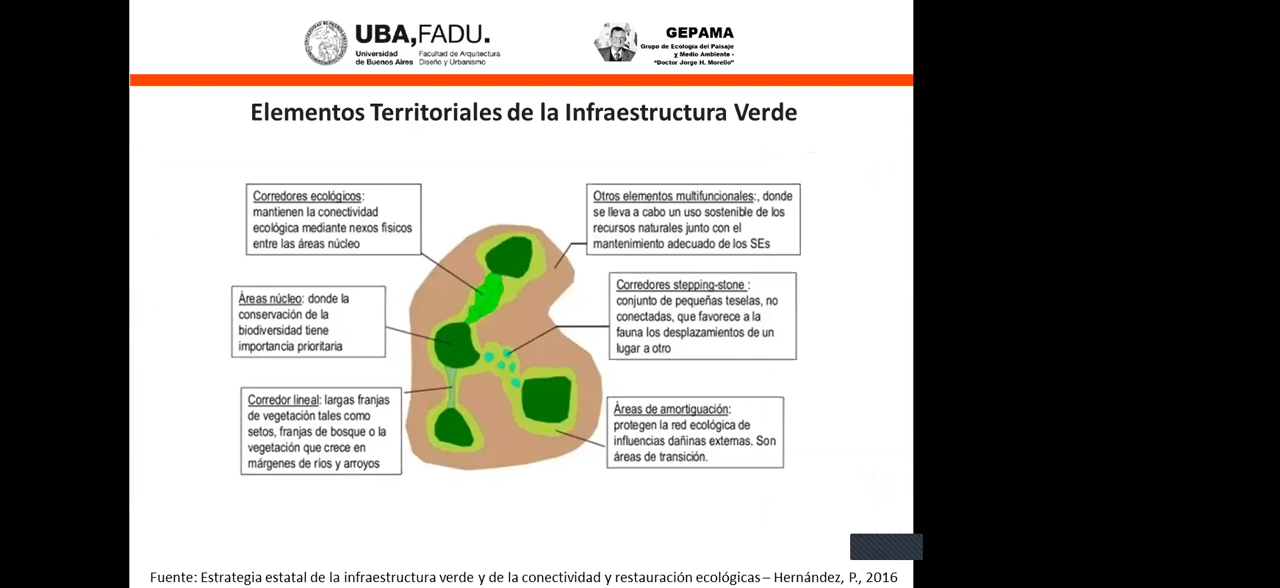 UBA,FADU.
Universidad
de Buenos Aires
Facultad de Arquitectura
Diseño y Urbanismo
GEPAMA
Grupo de Ecología del Paisaje
y Medio Ambiente -
"Doctor Jorge H. Morello"
Elementos Territoriales de la Infraestructura Verde
Corredores ecológicos:
mantienen la conectividad
ecológica mediante nexos físicos
entre las áreas núcleo
Otros elementos multifuncionales:, donde
se lleva a cabo un uso sostenible de los
recursos naturales junto con el
mantenimiento adecuado de los SEs
Áreas núcleo: donde la
conservación de la
biodiversidad tiene
importancia prioritaria
Corredores stepping-stone :
conjunto de pequeñas teselas, no
conectadas, que favorece a la
fauna los desplazamientos de un
lugar a otro
Corredor lineal: largas franjas
de vegetación tales como
setos, franjas de bosque o la
vegetación que crece en
márgenes de ríos y arroyos
Áreas de amortiguación:
protegen la red ecológica de
influencias dañinas externas. Son
áreas de transición.
Fuente: Estrategia estatal de la infraestructura verde y de la conectividad y restauración ecológicas – Hernández, P., 2016